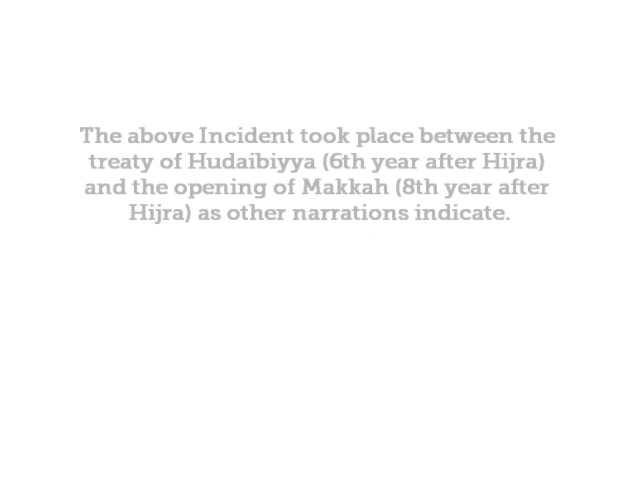 The above Incident took place between the
treaty of Hudaibiyya (6th year after Hijra)
and the opening of Makkah (8th year after
Hijra) as other narrations indicate.